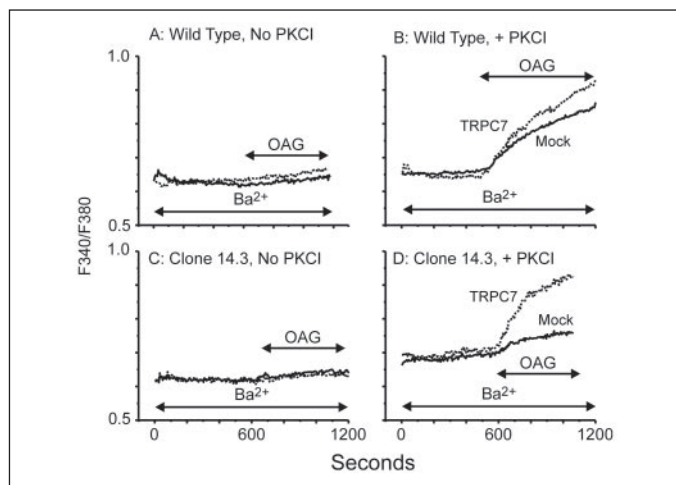 A: Wild Type, No PKCI
B: Wild Type, + PKCI
1.0
OAG
OAG
TRPC7
Mock
Ba2+
Ba2+
0.5
F340/F380
1.0
C: Clone 14.3, No PKCI
D: Clone 14.3, + PKCI
TRPC7
OAG
Mock
Ba2+
OAG
Ba2+
0.5
0 600 1200
0 600 1200
Seconds